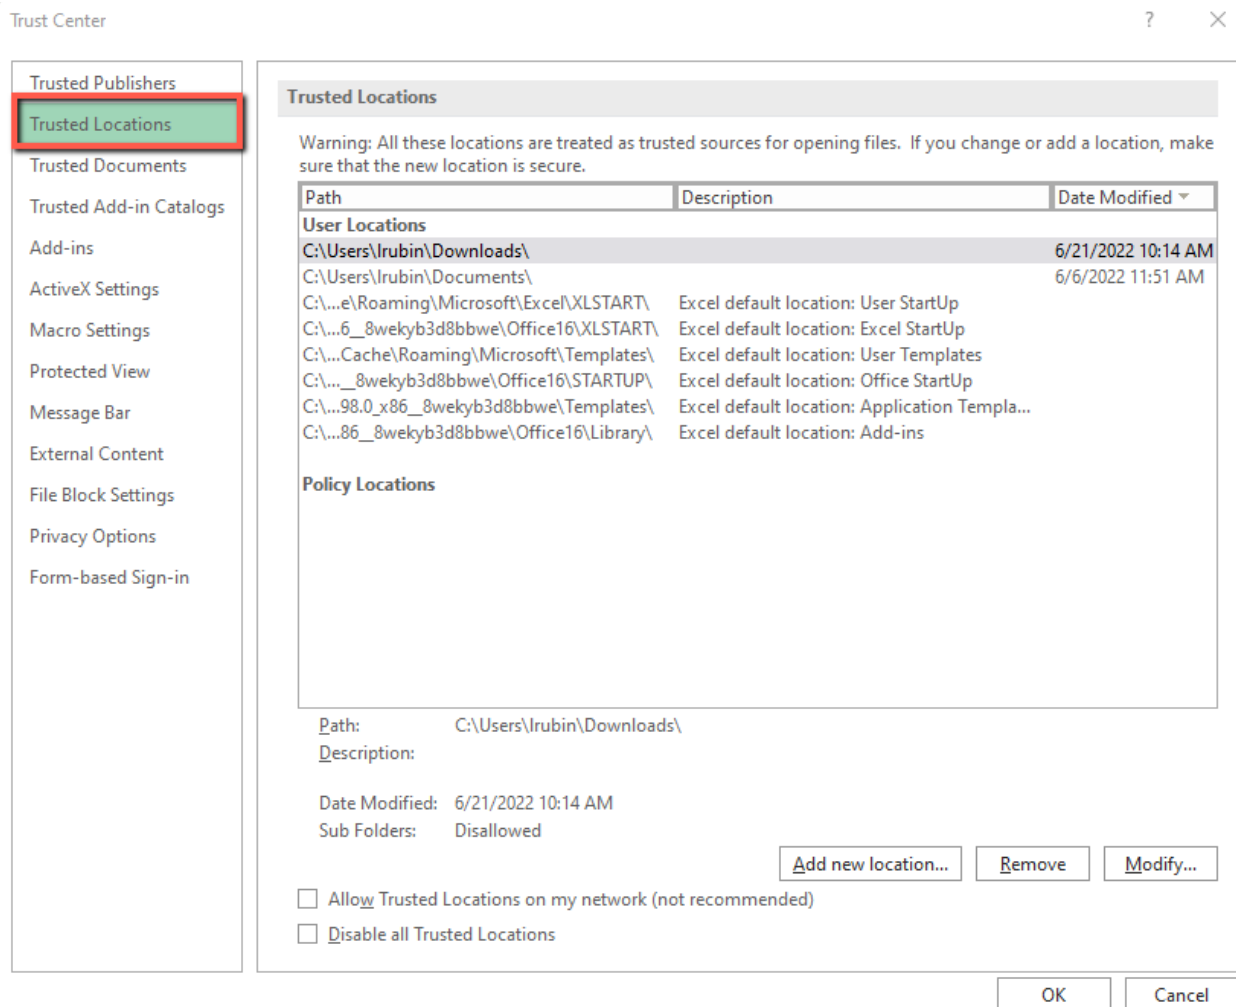 Trust Center
?
Trusted Publishers
Trusted Locations
Trusted Documents
Trusted Add-in Catalogs
Add-ins
ActiveX Settings
Macro Settings
Protected View
Message Bar
External Content
File Block Settings
Privacy Options
Form-based Sign-in
Trusted Locations
Warning: All these locations are treated as trusted sources for opening files.  If you change or add a location, make
sure that the new location is secure.
Path Description Date Modified
User Locations
C:\Users\lrubin\Downloads\ 6/21/2022 10:14 AM
C:\Users\lrubin\Documents\ 6/6/2022 11:51 AM
C:\...e\Roaming\Microsoft\Excel\XLSTART\ Excel default location: User StartUp
C:\...6__8wekyb3d8bbwe\Office16\XLSTART\ Excel default location: Excel StartUp
C:\...Cache\Roaming\Microsoft\Templates\ Excel default location: User Templates
C:\...__8wekyb3d8bbwe\Office16\STARTUP\ Excel default location: Office StartUp
C:\...98.0_x86__8wekyb3d8bbwe\Templates\ Excel default location: Application Templa...
C:\...86__8wekyb3d8bbwe\Office16\Library\ Excel default location: Add-ins
Policy Locations
Path: C:\Users\lrubin\Downloads\
Description:
Date Modified: 6/21/2022 10:14 AM
Sub Folders: Disallowed
Add new location... Remove Modify...
Allow Trusted Locations on my network (not recommended)
Disable all Trusted Locations
OK Cancel